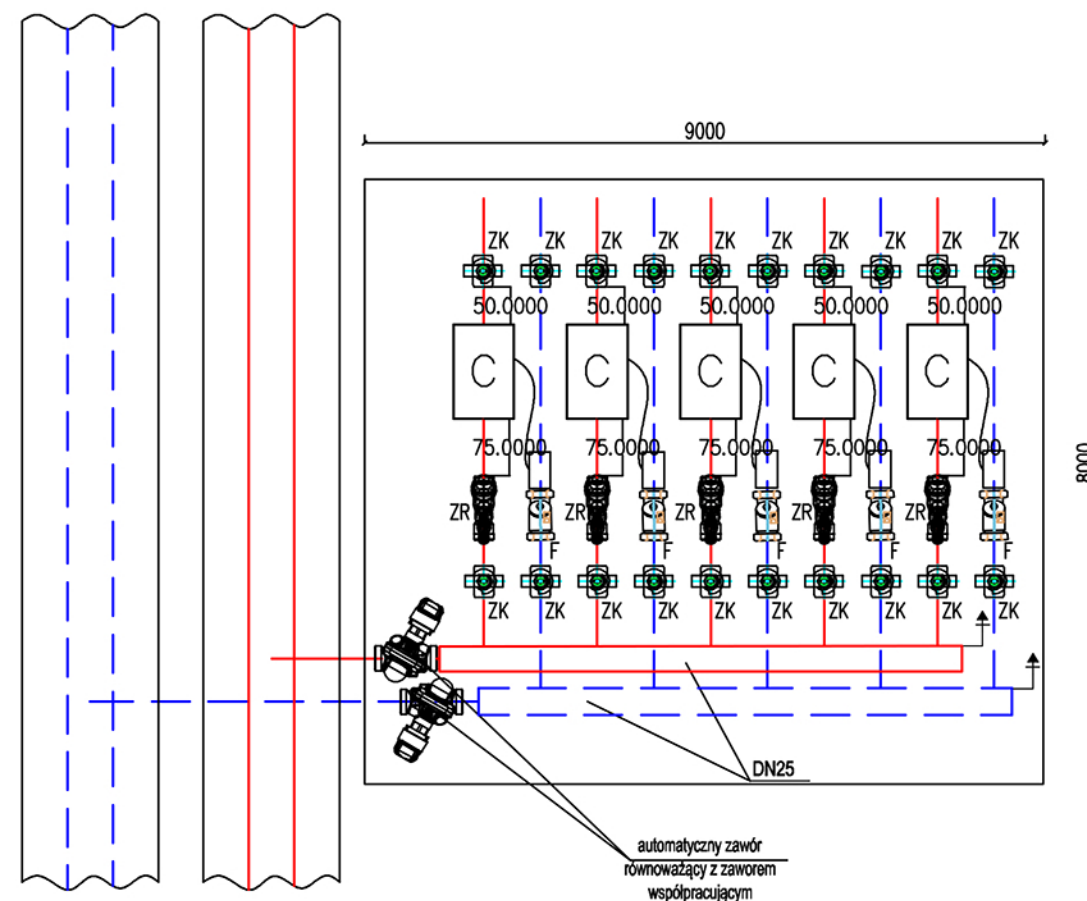 9000
ZK ZK ZK ZK ZK ZK ZK ZK ZK ZK
50.0000 50.0000 50.0000 50.0000 50.0000
C C C C C
75.0000 75.0000 75.0000 75.0000 75.0000
8000
ZR ZR ZR ZR ZR
F F F F F
ZK ZK ZK ZK ZK ZK ZK ZK ZK ZK
DN25
automatyczny zawór
równoważący z zaworem
współpracującym